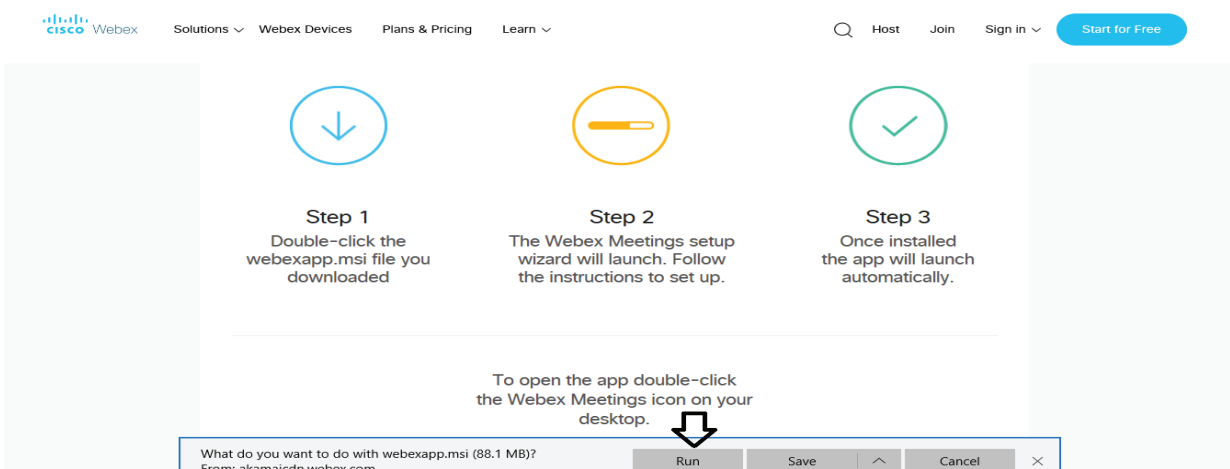 cisco Webex Solutions Webex Devices Plans & Pricing Learn Host Join Sign in Start for Free
Step 1
Double-click the
webexapp.msi file you
downloaded
Step 2
The Webex Meetings setup
wizard will launch. Follow
the instructions to set up.
Step 3
Once installed
the app will launch
automatically.
To open the app double-click
the Webex Meetings icon on your
desktop.
What do you want to do with webexapp.msi (88.1 MB)?
From: akamaicdn.webex.com
Run Save Cancel